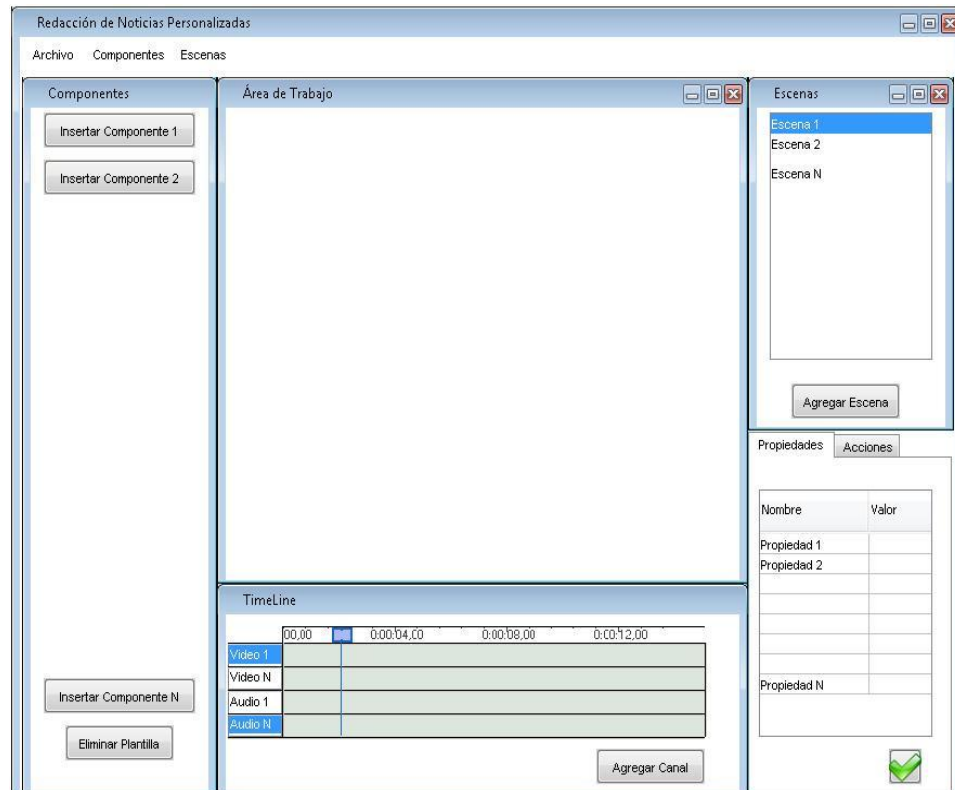 Redacción de Noticias Personalizadas
Archivo Componentes Escenas
Componentes
Insertar Componente 1
Insertar Componente 2
Insertar Componente N
Eliminar Plantilla
Área de Trabajo
TimeLine
00,00 0:00:04,00 0:00:08,00 0:00:12,00
Video 1
Video N
Audio 1
Audio N
Agregar Canal
Escenas
Escena 1
Escena 2
Escena N
Agregar Escena
Propiedades Acciones
Nombre Valor
Propiedad 1
Propiedad 2
Propiedad N